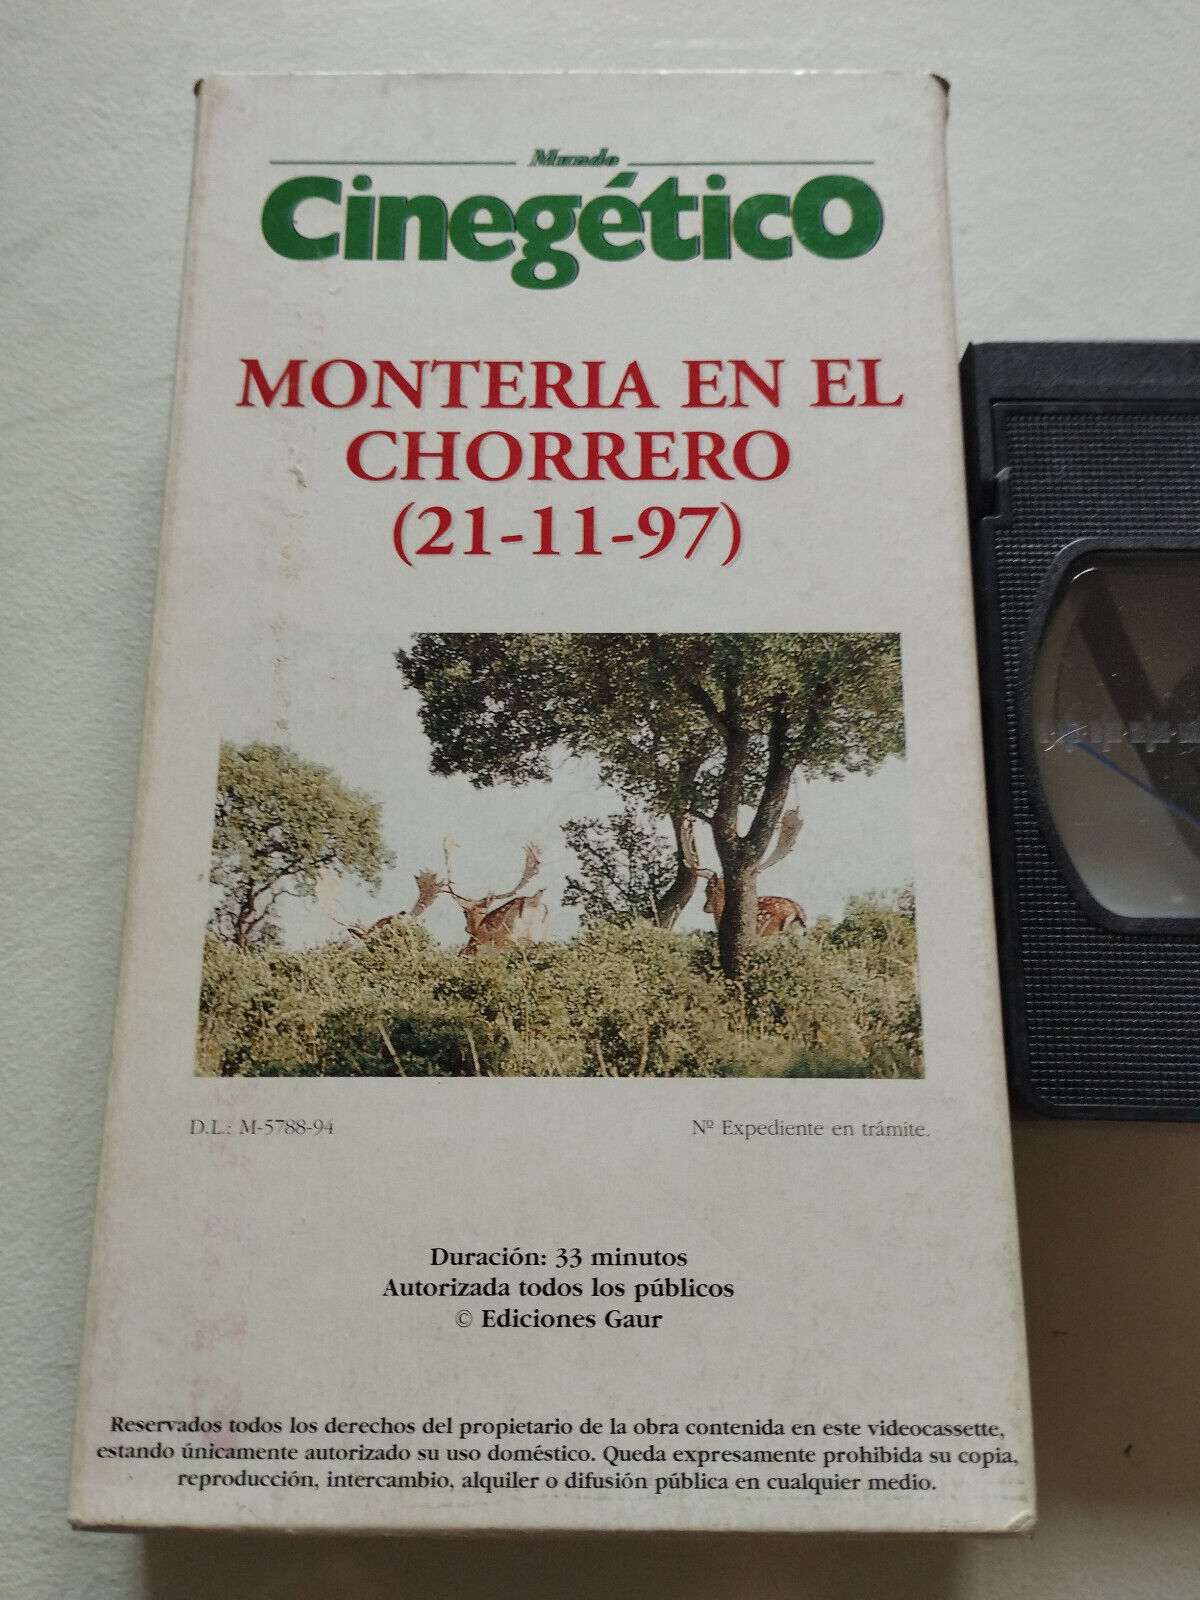 Mundo
CinegéticO
MONTERIA EN EL
CHORRERO
(21-11-97)
D.L.: M-5788-94
Nº Expediente en trámite.
Duración: 33 minutos
Autorizada todos los públicos
© Ediciones Gaur
Reservados todos los derechos del propietario de la obra contenida en este videocassette,
estando únicamente autorizado su uso doméstico. Queda expresamente prohibida su copia,
reproducción, intercambio, alquiler o difusión pública en cualquier medio.